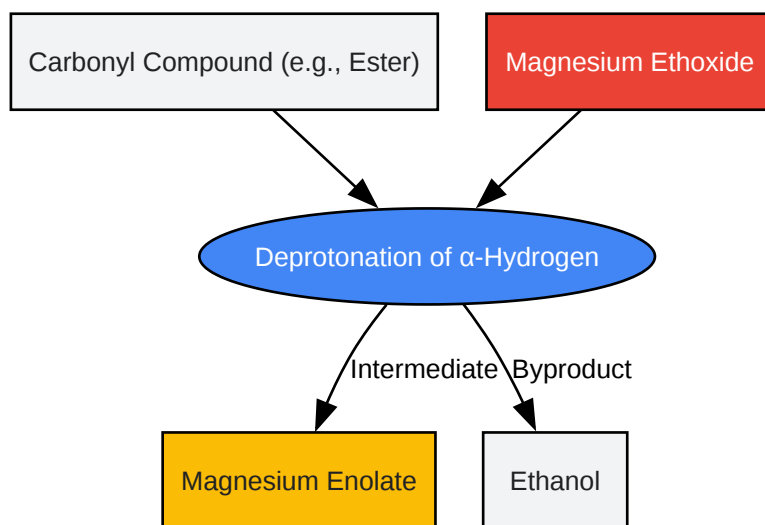 Carbonyl Compound (e.g., Ester)
Magnesium Ethoxide
Deprotonation of α-Hydrogen
Intermediate
Byproduct
Magnesium Enolate
Ethanol